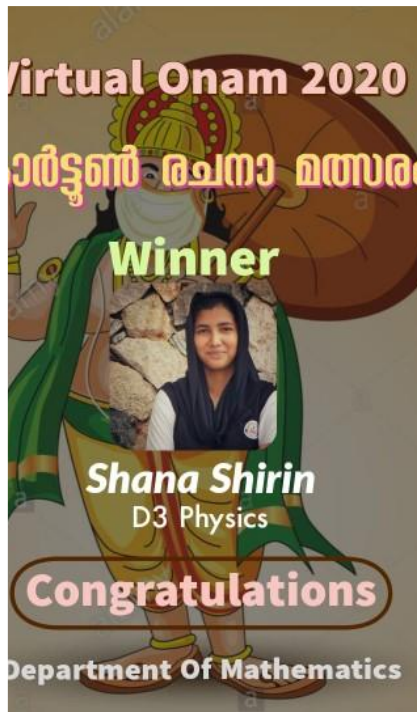 Virtual Onam 2020
കാർട്ടൂൺ രചനാ മത്സരം
Winner
Shana Shirin
D3 Physics
Congratulations
Department Of Mathematics